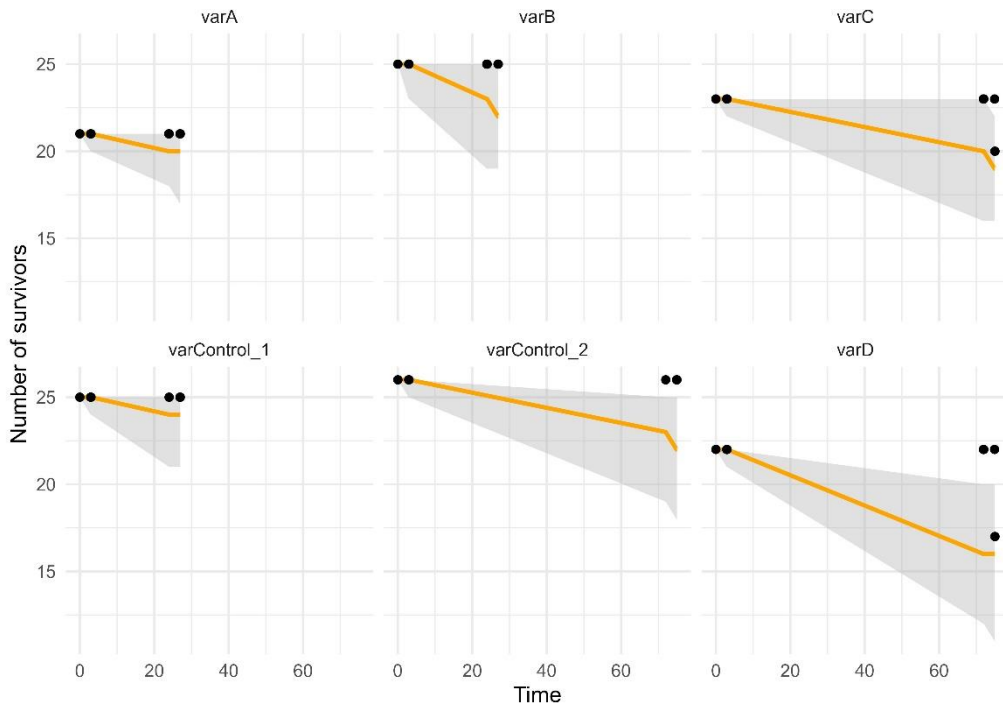 varA
varB
varC
25
20
15
varControl_1
varControl_2
varD
25
20
15
0 20 40 60
0 20 40 60
0 20 40 60
Number of survivors
Time